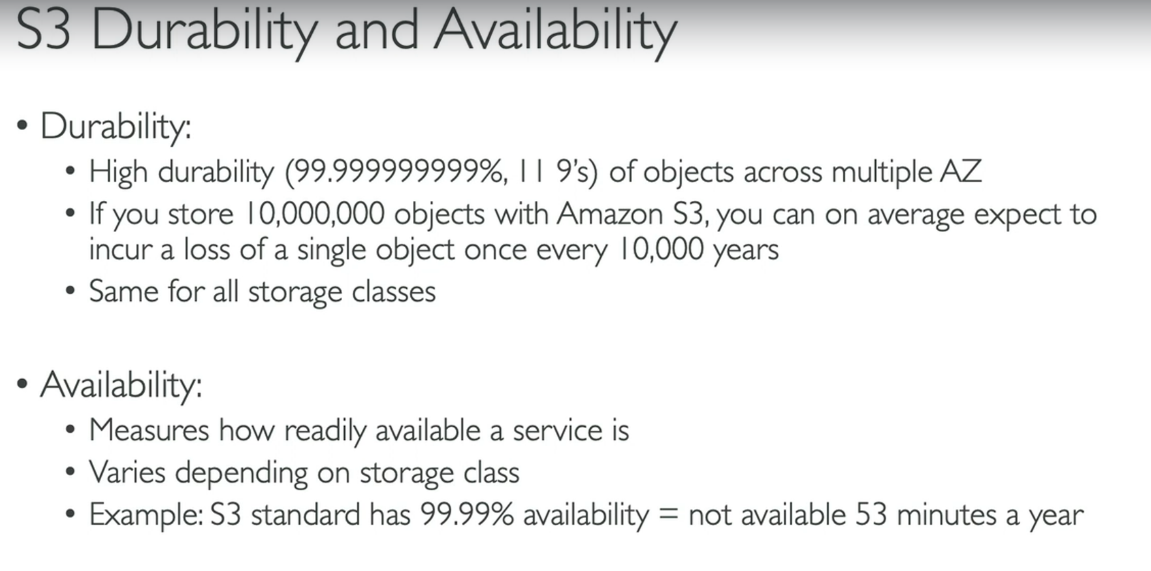 S3 Durability and Availability
• Durability:
• High durability (99.999999999%, 11 9's) of objects across multiple AZ
• If you store 10,000,000 objects with Amazon S3, you can on average expect to
incur a loss of a single object once every 10,000 years
• Same for all storage classes
• Availability:
• Measures how readily available a service is
• Varies depending on storage class
• Example: S3 standard has 99.99% availability = not available 53 minutes a year